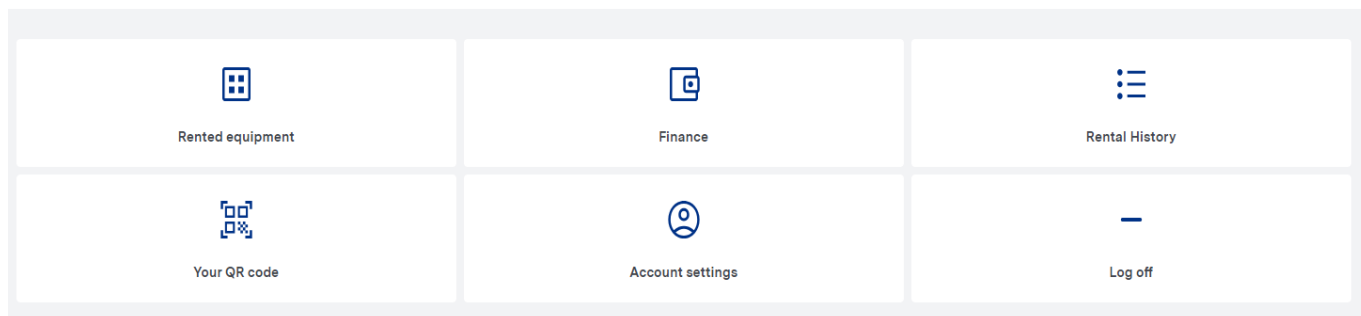 Rented equipment
Finance
Rental History
Your QR code
Account settings
Log off